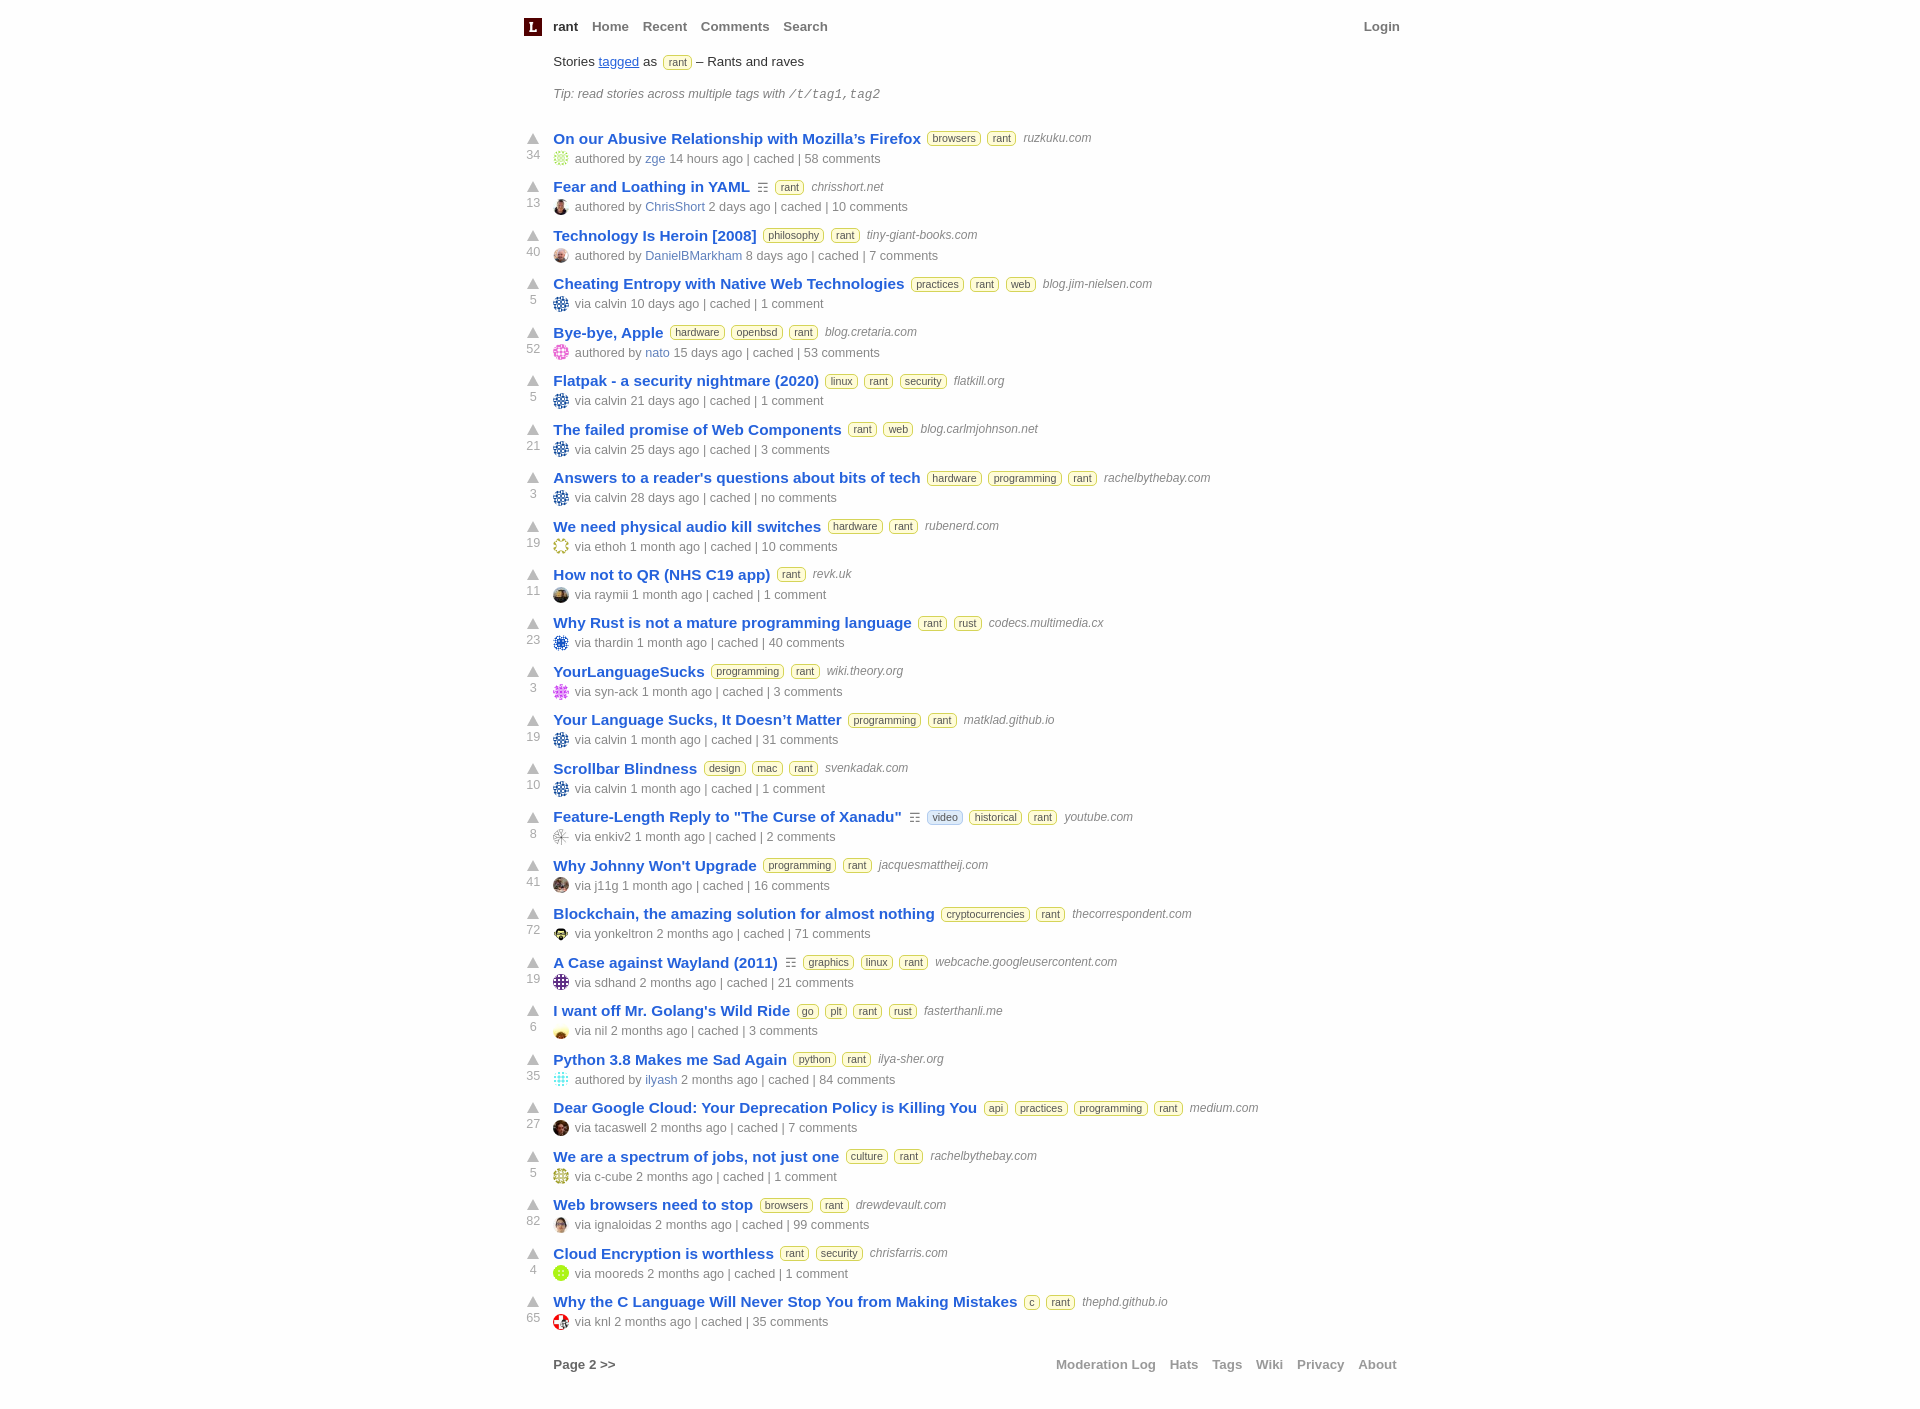 L rant Home Recent Comments Search Login
Stories tagged as rant – Rants and raves
Tip: read stories across multiple tags with /t/tag1,tag2
On our Abusive Relationship with Mozilla’s Firefox browsers rant ruzkuku.com
34 authored by zge 14 hours ago | cached | 58 comments
Fear and Loathing in YAML ☶ rant chrisshort.net
13 authored by ChrisShort 2 days ago | cached | 10 comments
Technology Is Heroin [2008] philosophy rant tiny-giant-books.com
40 authored by DanielBMarkham 8 days ago | cached | 7 comments
Cheating Entropy with Native Web Technologies practices rant web blog.jim-nielsen.com
5 via calvin 10 days ago | cached | 1 comment
Bye-bye, Apple hardware openbsd rant blog.cretaria.com
52 authored by nato 15 days ago | cached | 53 comments
Flatpak - a security nightmare (2020) linux rant security flatkill.org
5 via calvin 21 days ago | cached | 1 comment
The failed promise of Web Components rant web blog.carlmjohnson.net
21 via calvin 25 days ago | cached | 3 comments
Answers to a reader's questions about bits of tech hardware programming rant rachelbythebay.com
3 via calvin 28 days ago | cached | no comments
We need physical audio kill switches hardware rant rubenerd.com
19 via ethoh 1 month ago | cached | 10 comments
How not to QR (NHS C19 app) rant revk.uk
11 via raymii 1 month ago | cached | 1 comment
Why Rust is not a mature programming language rant rust codecs.multimedia.cx
23 via thardin 1 month ago | cached | 40 comments
YourLanguageSucks programming rant wiki.theory.org
3 via syn-ack 1 month ago | cached | 3 comments
Your Language Sucks, It Doesn’t Matter programming rant matklad.github.io
19 via calvin 1 month ago | cached | 31 comments
Scrollbar Blindness design mac rant svenkadak.com
10 via calvin 1 month ago | cached | 1 comment
Feature-Length Reply to "The Curse of Xanadu" ☶ video historical rant youtube.com
8 via enkiv2 1 month ago | cached | 2 comments
Why Johnny Won't Upgrade programming rant jacquesmattheij.com
41 via j11g 1 month ago | cached | 16 comments
Blockchain, the amazing solution for almost nothing cryptocurrencies rant thecorrespondent.com
72 via yonkeltron 2 months ago | cached | 71 comments
A Case against Wayland (2011) ☶ graphics linux rant webcache.googleusercontent.com
19 via sdhand 2 months ago | cached | 21 comments
I want off Mr. Golang's Wild Ride go plt rant rust fasterthanli.me
6 via nil 2 months ago | cached | 3 comments
Python 3.8 Makes me Sad Again python rant ilya-sher.org
35 authored by ilyash 2 months ago | cached | 84 comments
Dear Google Cloud: Your Deprecation Policy is Killing You api practices programming rant medium.com
27 via tacaswell 2 months ago | cached | 7 comments
We are a spectrum of jobs, not just one culture rant rachelbythebay.com
5 via c-cube 2 months ago | cached | 1 comment
Web browsers need to stop browsers rant drewdevault.com
82 via ignaloidas 2 months ago | cached | 99 comments
Cloud Encryption is worthless rant security chrisfarris.com
4 via mooreds 2 months ago | cached | 1 comment
Why the C Language Will Never Stop You from Making Mistakes c rant thephd.github.io
65 via knl 2 months ago | cached | 35 comments
Page 2 >> Moderation Log Hats Tags Wiki Privacy About